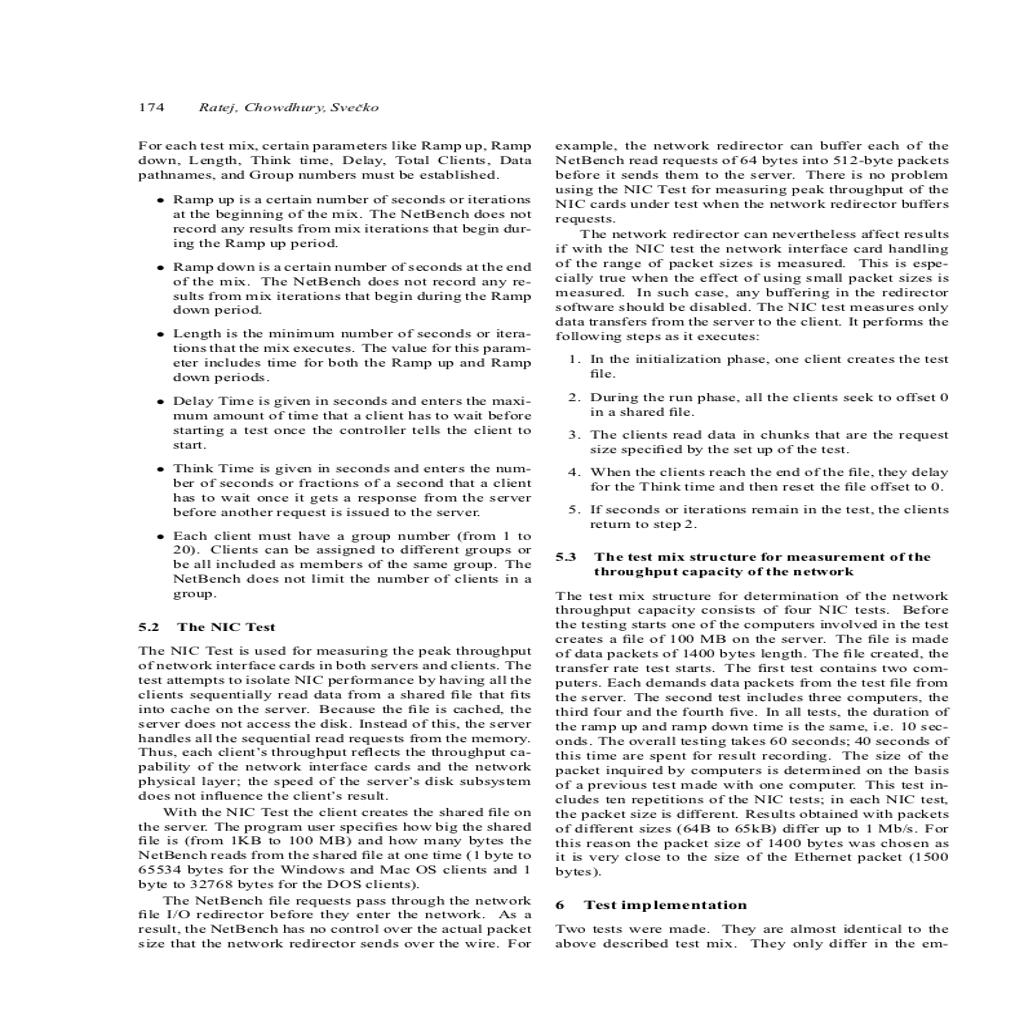 174 Ratej, Chowdhury, Svečko
For each test mix, certain parameters like Ramp up, Ramp
down, Length, Think time, Delay, Total Clients, Data
pathnames, and Group numbers must be established.
• Ramp up is a certain number of seconds or iterations
at the beginning of the mix. The NetBench does not
record any results from mix iterations that begin dur-
ing the Ramp up period.
• Ramp down is a certain number of seconds at the end
of the mix. The NetBench does not record any re-
sults from mix iterations that begin during the Ramp
down period.
• Length is the minimum number of seconds or itera-
tions that the mix executes. The value for this param-
eter includes time for both the Ramp up and Ramp
down periods.
• Delay Time is given in seconds and enters the maxi-
mum amount of time that a client has to wait before
starting a test once the controller tells the client to
start.
• Think Time is given in seconds and enters the num-
ber of seconds or fractions of a second that a client
has to wait once it gets a response from the server
before another request is issued to the server.
• Each client must have a group number (from 1 to
20). Clients can be assigned to different groups or
be all included as members of the same group. The
NetBench does not limit the number of clients in a
group.
5.2 The NIC Test
The NIC Test is used for measuring the peak throughput
of network interface cards in both servers and clients. The
test attempts to isolate NIC performance by having all the
clients sequentially read data from a shared file that fits
into cache on the server. Because the file is cached, the
server does not access the disk. Instead of this, the server
handles all the sequential read requests from the memory.
Thus, each client's throughput reflects the throughput ca-
pability of the network interface cards and the network
physical layer; the speed of the server's disk subsystem
does not influence the client's result.
With the NIC Test the client creates the shared file on
the server. The program user specifies how big the shared
file is (from 1KB to 100 MB) and how many bytes the
NetBench reads from the shared file at one time (1 byte to
65534 bytes for the Windows and Mac OS clients and 1
byte to 32768 bytes for the DOS clients).
The NetBench file requests pass through the network
file I/O redirector before they enter the network. As a
result, the NetBench has no control over the actual packet
size that the network redirector sends over the wire. For
example, the network redirector can buffer each of the
NetBench read requests of 64 bytes into 512-byte packets
before it sends them to the server. There is no problem
using the NIC Test for measuring peak throughput of the
NIC cards under test when the network redirector buffers
requests.
The network redirector can nevertheless affect results
if with the NIC test the network interface card handling
of the range of packet sizes is measured. This is espe-
cially true when the effect of using small packet sizes is
measured. In such case, any buffering in the redirector
software should be disabled. The NIC test measures only
data transfers from the server to the client. It performs the
following steps as it executes:
1. In the initialization phase, one client creates the test
file.
2. During the run phase, all the clients seek to offset 0
in a shared file.
3. The clients read data in chunks that are the request
size specified by the set up of the test.
4. When the clients reach the end of the file, they delay
for the Think time and then reset the file offset to 0.
5. If seconds or iterations remain in the test, the clients
return to step 2.
5.3 The test mix structure for measurement of the
throughput capacity of the network
The test mix structure for determination of the network
throughput capacity consists of four NIC tests. Before
the testing starts one of the computers involved in the test
creates a file of 100 MB on the server. The file is made
of data packets of 1400 bytes length. The file created, the
transfer rate test starts. The first test contains two com-
puters. Each demands data packets from the test file from
the server. The second test includes three computers, the
third four and the fourth five. In all tests, the duration of
the ramp up and ramp down time is the same, i.e. 10 sec-
onds. The overall testing takes 60 seconds; 40 seconds of
this time are spent for result recording. The size of the
packet inquired by computers is determined on the basis
of a previous test made with one computer. This test in-
cludes ten repetitions of the NIC tests; in each NIC test,
the packet size is different. Results obtained with packets
of different sizes (64B to 65kB) differ up to 1 Mb/s. For
this reason the packet size of 1400 bytes was chosen as
it is very close to the size of the Ethernet packet (1500
bytes).
6 Test implementation
Two tests were made. They are almost identical to the
above described test mix. They only differ in the em-